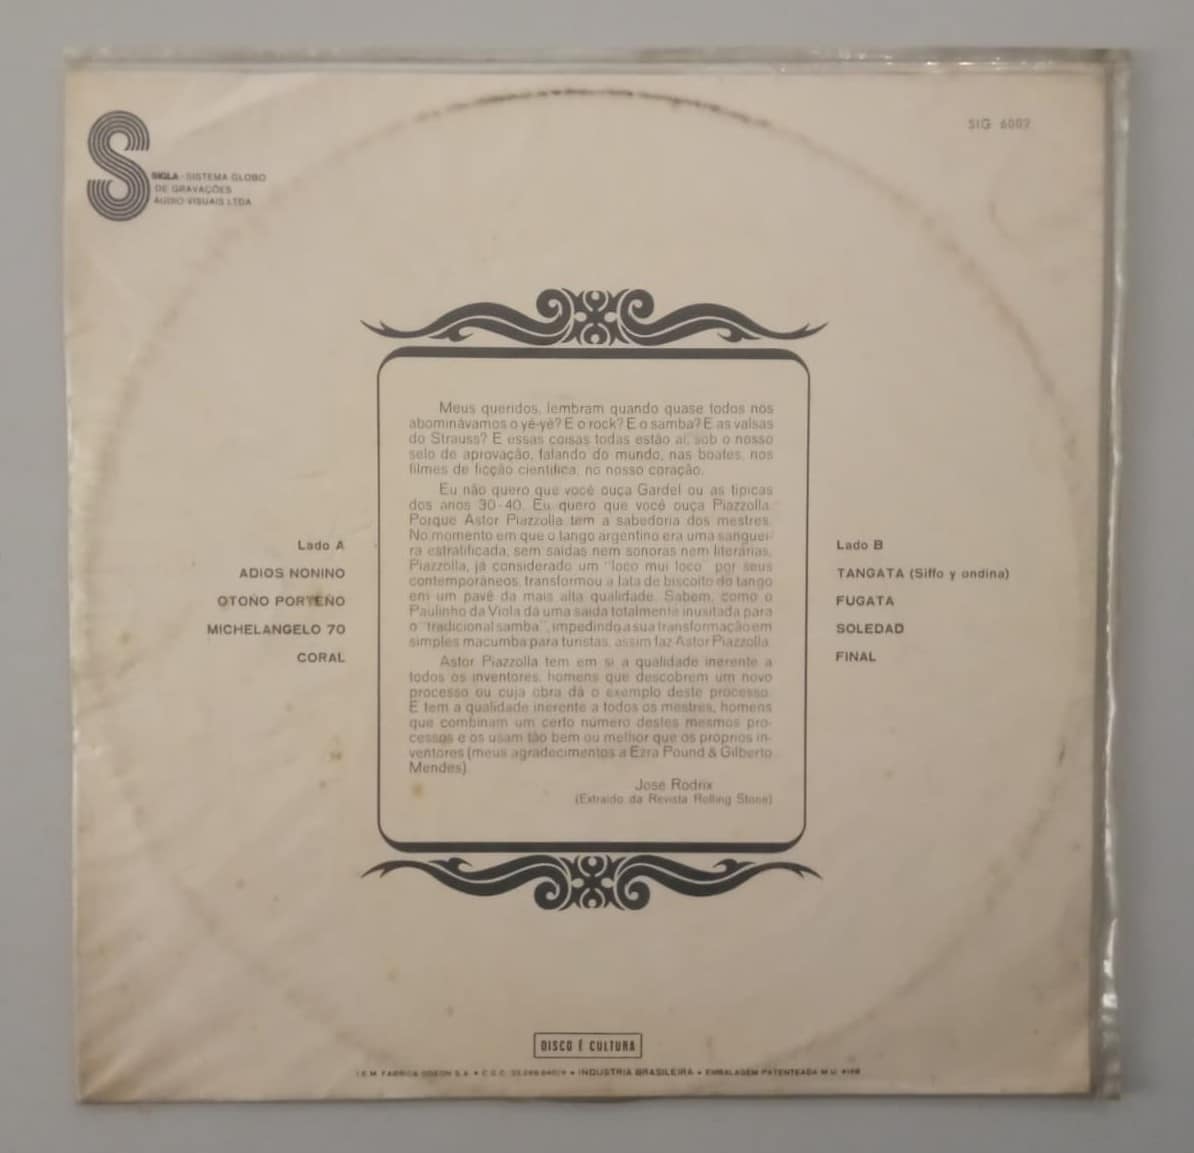 SIGLA - SISTEMA GLOBO
DE GRAVAÇÕES
AUDIO VISUAIS LTDA
SIG 6002
Meus queridos, lembram quando quase todos nos
abominávamos o yé-yé? E o rock? E o samba? E as valsas
do Strauss? E essas coisas todas estão aí, sob o nosso
selo de aprovação, falando do mundo, nas boates, nos
filmes de ficção científica, no nosso coração.
Eu não quero que você ouça Gardel ou as típicas
dos anos 30-40. Eu quero que você ouça Piazzolla.
Porque Astor Piazzolla tem a sabedoria dos mestres.
No momento em que o tango argentino era uma sanguei-
ra estratificada, sem saídas nem sonoras nem literárias,
Piazzolla, já considerado um "loco mui loco" por seus
contemporâneos, transformou a lata de biscoito do tango
em um pavê da mais alta qualidade. Sabem, como o
Paulinho da Viola dá uma saída totalmente inusitada para
o "tradicional samba", impedindo a sua transformação em
simples macumba para turistas, assim faz Astor Piazzolla.
Astor Piazzolla tem em si a qualidade inerente a
todos os inventores, homens que descobrem um novo
processo ou cuja obra dá o exemplo deste processo.
E tem a qualidade inerente a todos os mestres, homens
que combinam um certo número destes mesmos pro-
cessos e os usam tão bem ou melhor que os próprios in-
ventores (meus agradecimentos a Ezra Pound & Gilberto
Mendes).
José Rodrix
(Extraído da Revista Rolling Stone)
Lado A
ADIOS NONINO
OTOÑO PORTEÑO
MICHELANGELO 70
CORAL
Lado B
TANGATA (Siffo y ondina)
FUGATA
SOLEDAD
FINAL
DISCO É CULTURA
I.E.M. FABRICA ODEON S.A. • C.G.C. • INDUSTRIA BRASILEIRA • EMBALAGEM PATENTEADA M.U.